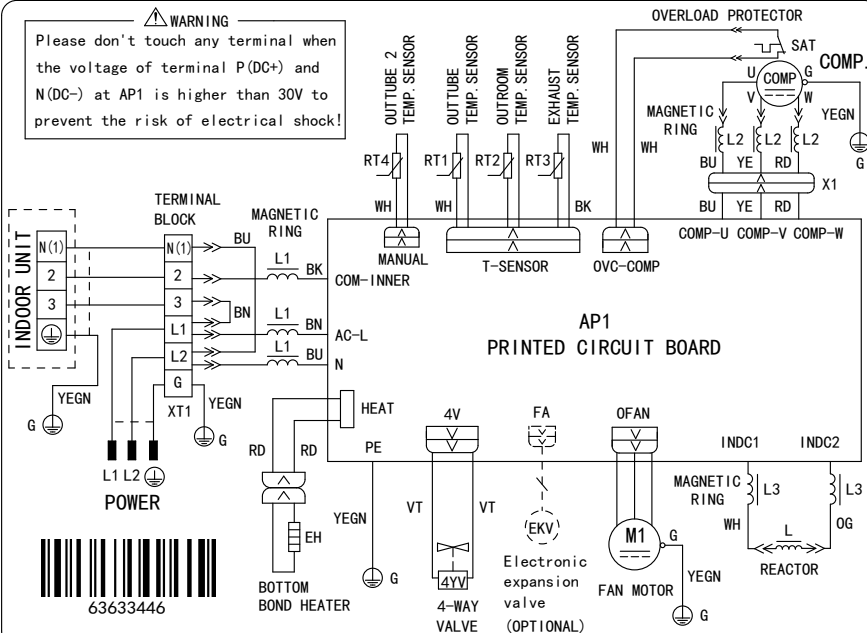 WARNING
Please don't touch any terminal when
the voltage of terminal P(DC+) and
N(DC-) at AP1 is higher than 30V to
prevent the risk of electrical shock!
OUTTUBE 2
TEMP. SENSOR
OUTTUBE
TEMP. SENSOR
OUTROOM
TEMP. SENSOR
EXHAUST
TEMP. SENSOR
RT4
RT1
RT2
RT3
WH
WH
BK
MANUAL
T-SENSOR
OVERLOAD PROTECTOR
SAT
WH
WH
OVC-COMP
COMP.
COMP
U
V
W
G
YEGN
G
MAGNETIC
RING
L2
L2
L2
BU
YE
RD
X1
BU
YE
RD
COMP-U COMP-V COMP-W
INDOOR UNIT
N(1)
2
3
YEGN
G
TERMINAL
BLOCK
N(1)
2
3
L1
L2
G
XT1
YEGN
G
BU
BN
MAGNETIC
RING
L1
BK
COM-INNER
L1
BN
AC-L
L1
BU
N
L1 L2
POWER
63633446
AP1
PRINTED CIRCUIT BOARD
HEAT
RD
RD
EH
BOTTOM
BOND HEATER
PE
YEGN
G
4V
VT
VT
4YV
4-WAY
VALVE
FA
EKV
Electronic
expansion
valve
(OPTIONAL)
OFAN
M1
G
YEGN
G
FAN MOTOR
INDC1
INDC2
MAGNETIC
RING
L3
L3
WH
OG
L
REACTOR